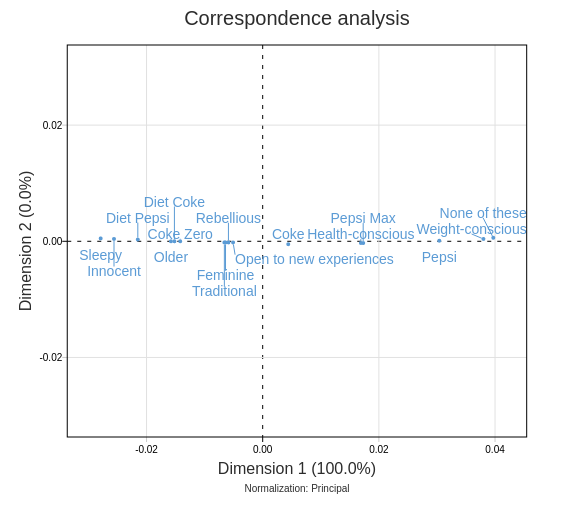 Correspondence analysis
Dimension 2 (0.0%)
0.02
0.00
-0.02
Diet Coke
Diet Pepsi
Rebellious
Pepsi Max
None of these
Coke Zero
Coke
Health-conscious
Weight-conscious
Sleepy
Older
Open to new experiences
Pepsi
Innocent
Feminine
Traditional
-0.02
0.00
0.02
0.04
Dimension 1 (100.0%)
Normalization: Principal